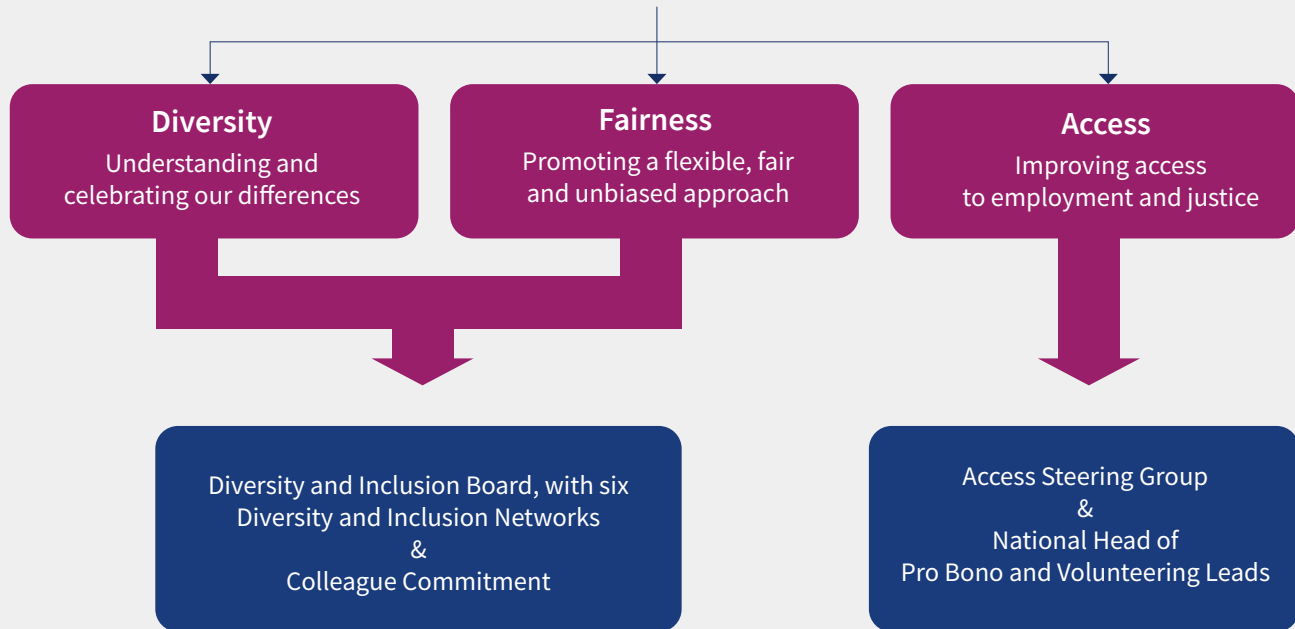 Diversity
Understanding and
celebrating our differences
Fairness
Promoting a flexible, fair
and unbiased approach
Access
Improving access
to employment and justice
Diversity and Inclusion Board, with six
Diversity and Inclusion Networks
&
Colleague Commitment
Access Steering Group
&
National Head of
Pro Bono and Volunteering Leads